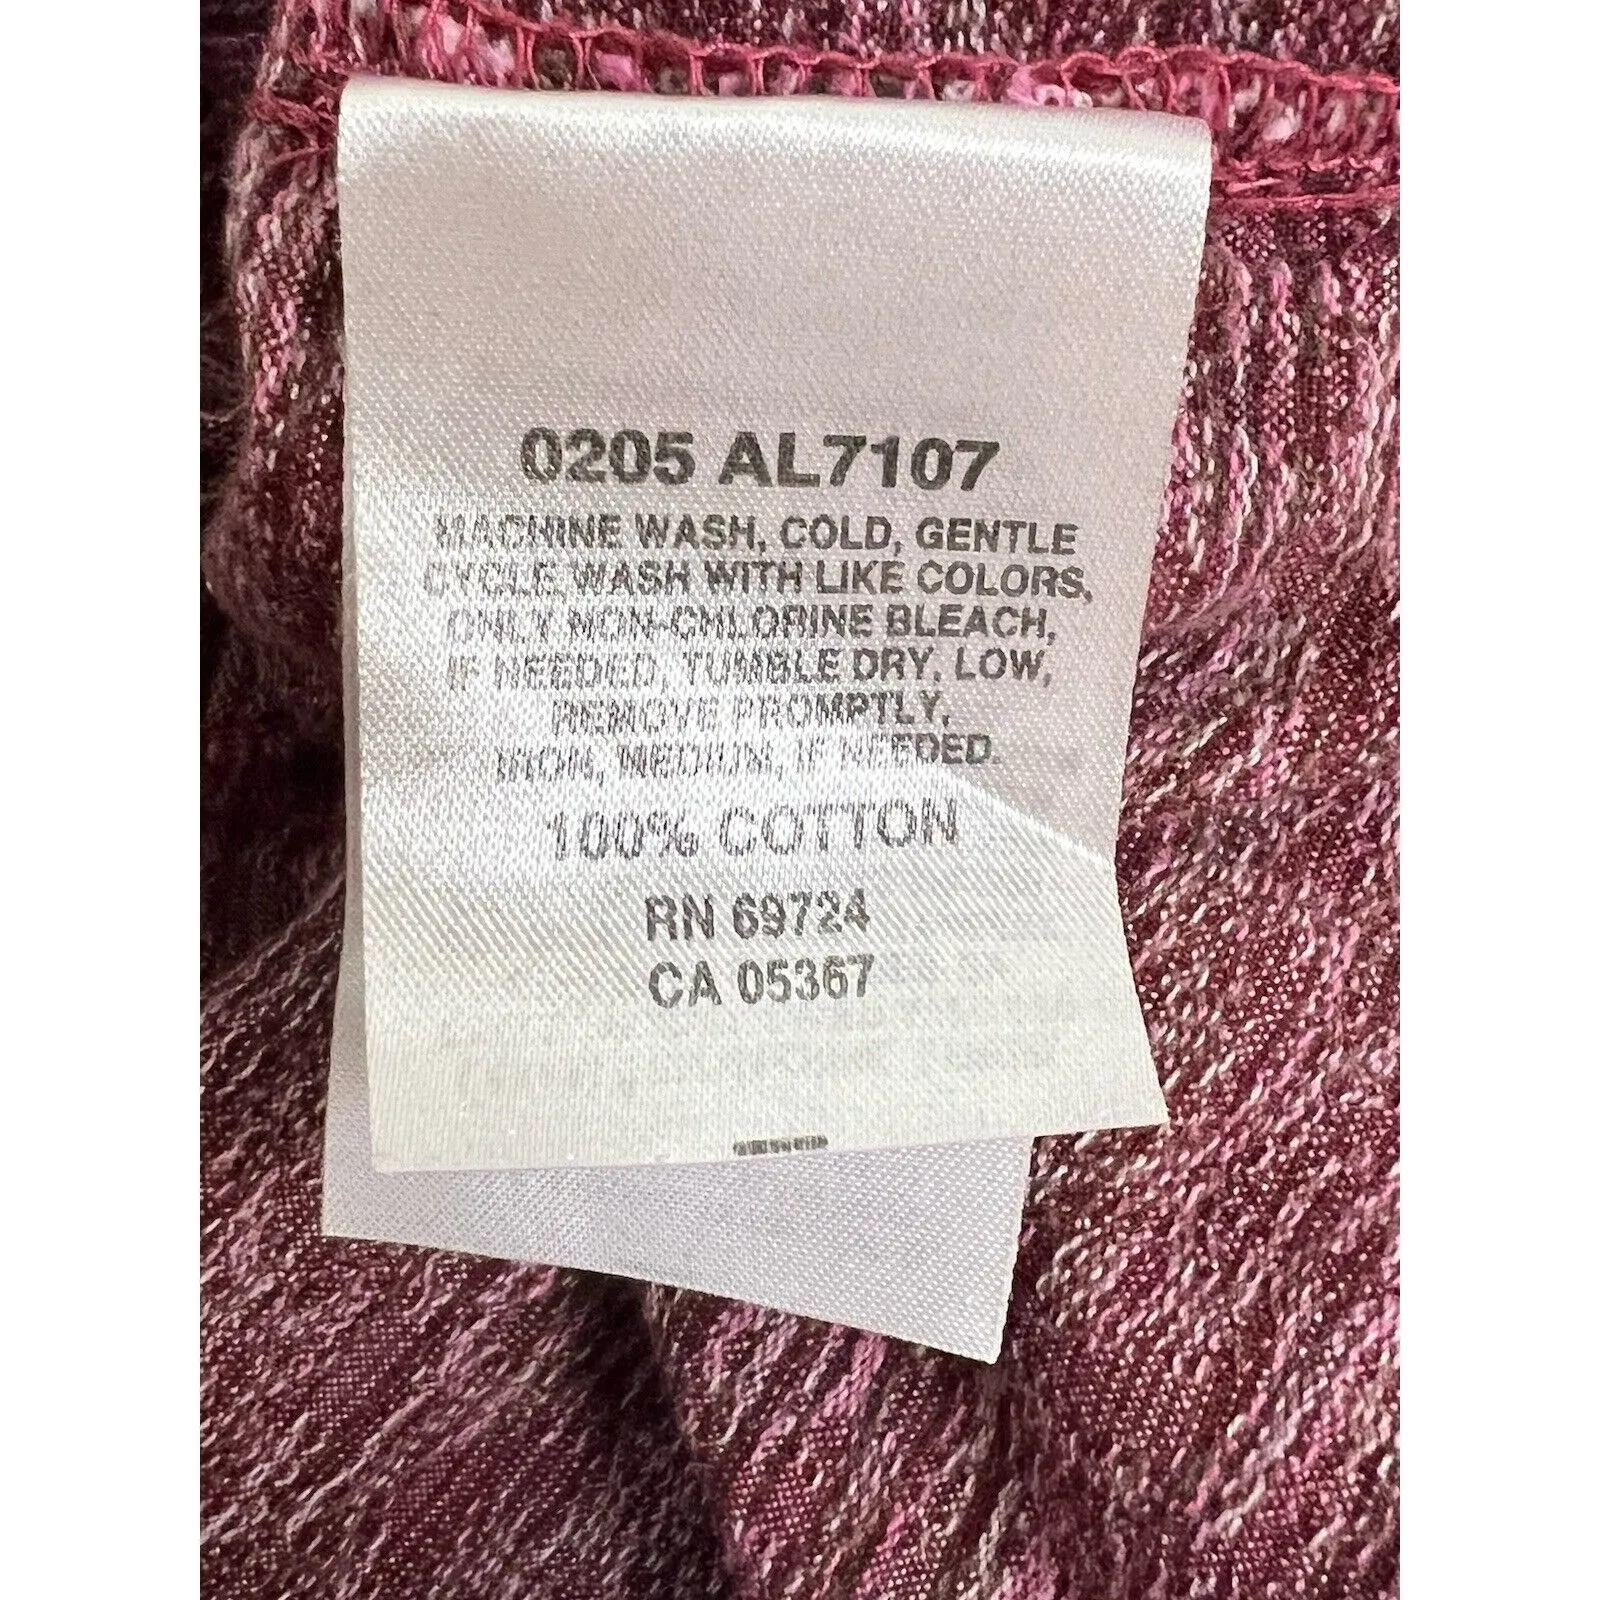 0205 AL7107
MACHINE WASH, COLD, GENTLE
CYCLE, WASH WITH LIKE COLORS,
ONLY NON-CHLORINE BLEACH,
IF NEEDED, TUMBLE DRY, LOW,
REMOVE PROMPTLY.
IRON, MEDIUM, IF NEEDED.
100% COTTON
RN 69724
CA 05367